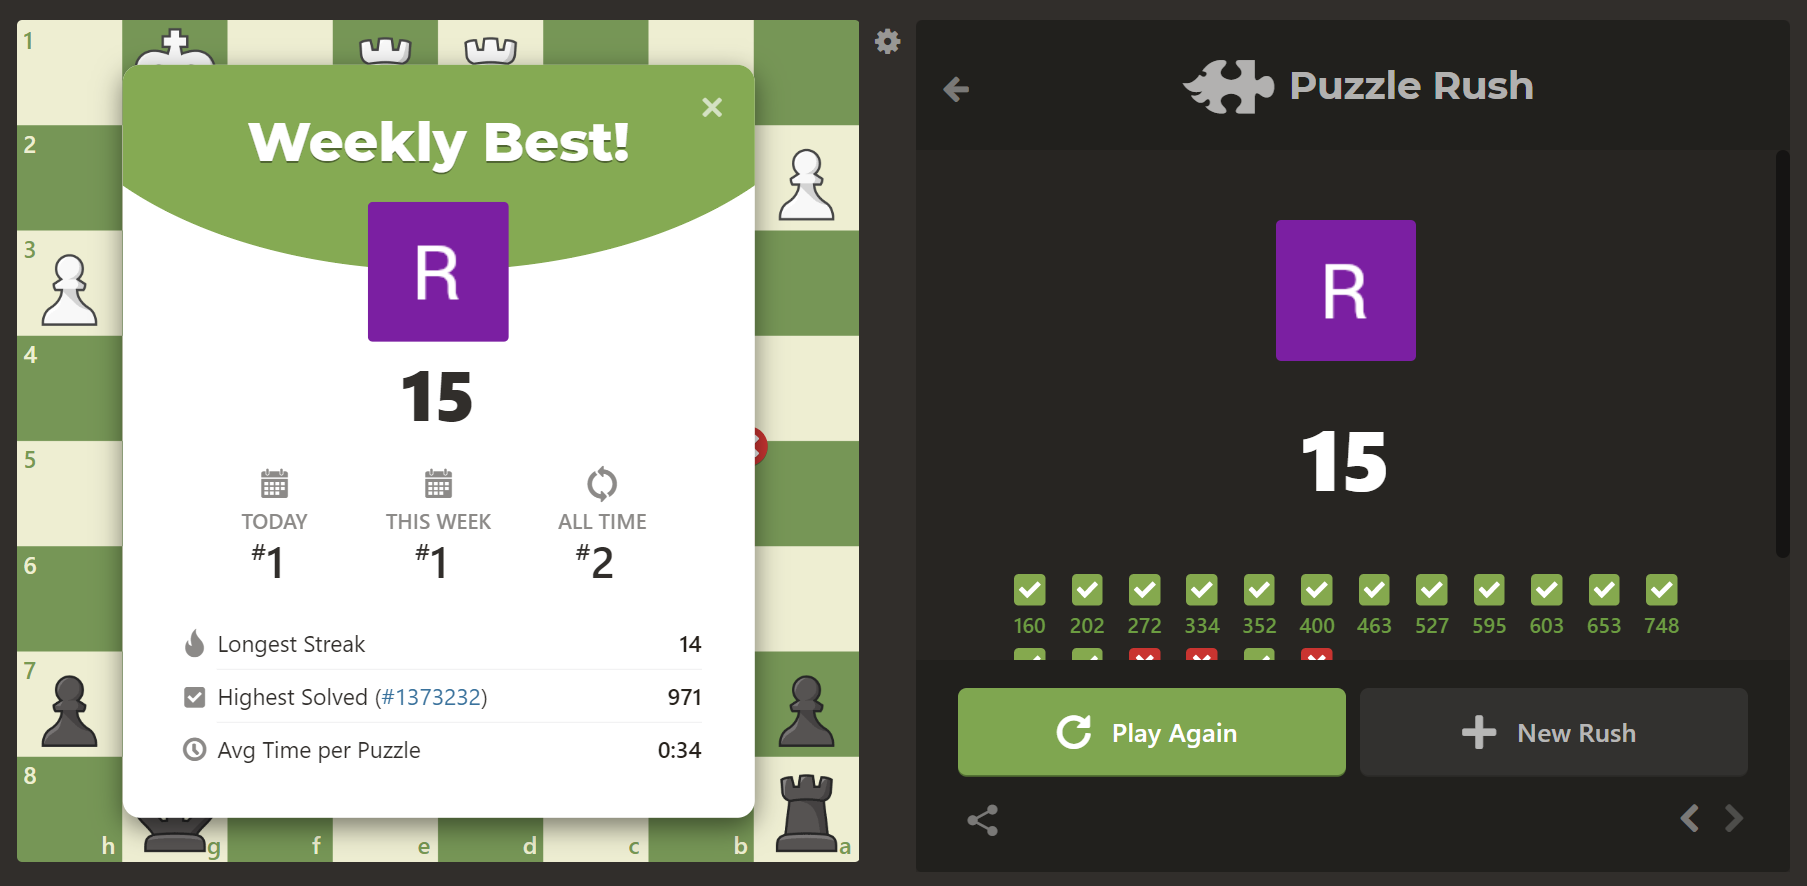 1
2
3
4
5
6
7
8
h g f e d c b a
Weekly Best!
R
15
TODAY
#1
THIS WEEK
#1
ALL TIME
#2
Longest Streak 14
Highest Solved (#1373232) 971
Avg Time per Puzzle 0:34
Puzzle Rush
R
15
160 202 272 334 352 400 463 527 595 603 653 748
Play Again
New Rush